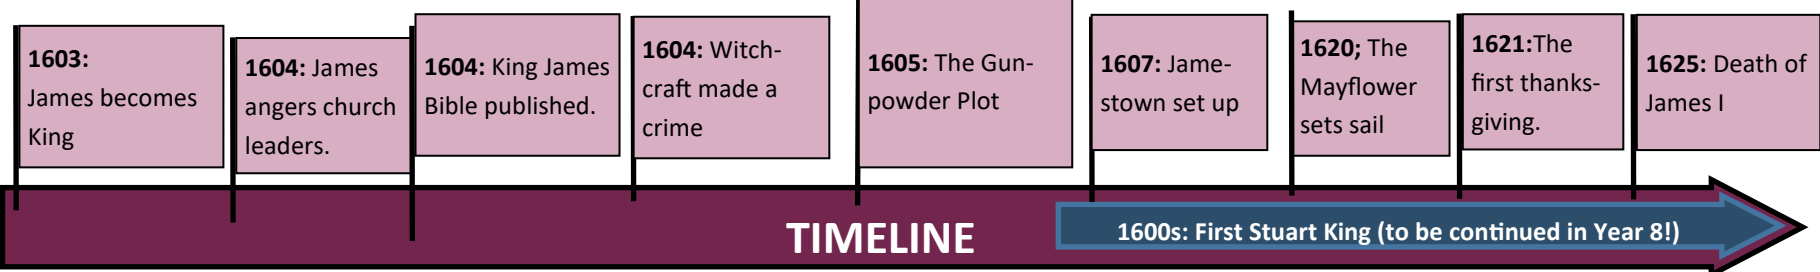 1603:
James becomes
King
1604: James
angers church
leaders.
1604: King James
Bible published.
1604: Witch-
craft made a
crime
1605: The Gun-
powder Plot
1607: Jame-
stown set up
1620; The
Mayflower
sets sail
1621:The
first thanks-
giving.
1625: Death of
James I
TIMELINE
1600s: First Stuart King (to be continued in Year 8!)